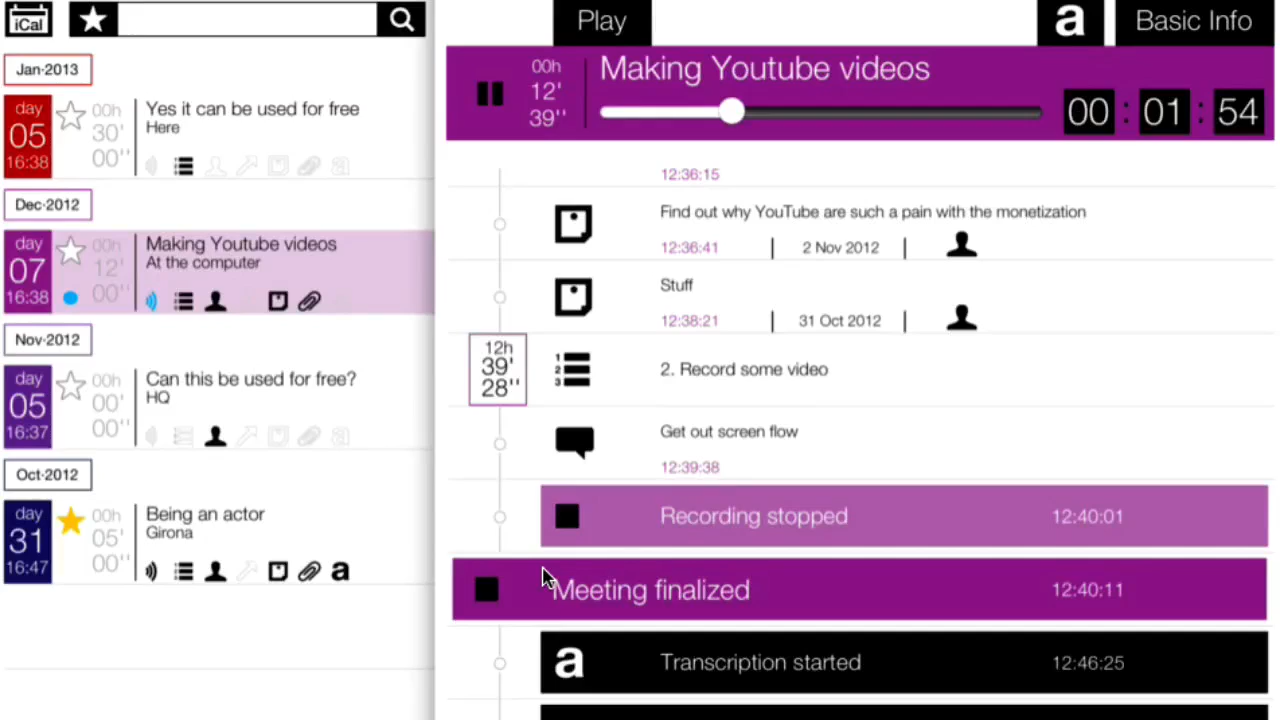 iCal
Jan·2013
day
05
16:38
00h
30'
00''
Yes it can be used for free
Here
a
Dec·2012
day
07
16:38
00h
12'
00''
Making Youtube videos
At the computer
Nov·2012
day
05
16:37
00h
00'
00''
Can this be used for free?
HQ
a
Oct·2012
day
31
16:47
00h
05'
00''
Being an actor
Girona
a
Play
a
Basic Info
00h
12'
39''
Making Youtube videos
00 : 01 : 54
12:36:15
Find out why YouTube are such a pain with the monetization
12:36:41 | 2 Nov 2012 |
Stuff
12:38:21 | 31 Oct 2012 |
12h
39'
28''
1
2
3
2. Record some video
Get out screen flow
12:39:38
Recording stopped 12:40:01
Meeting finalized 12:40:11
a Transcription started 12:46:25